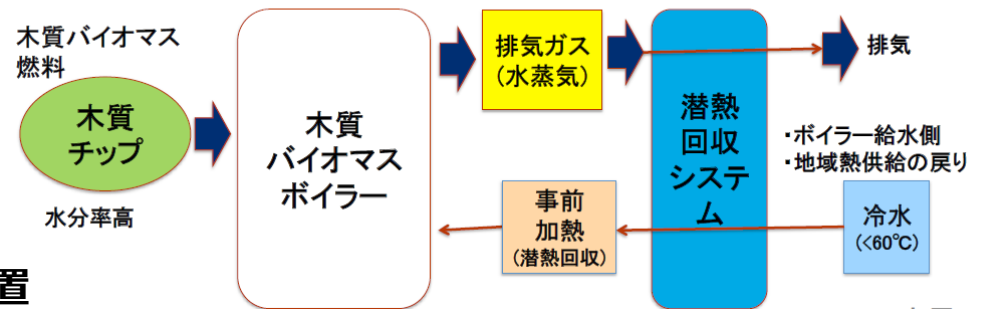 木質バイオマス
燃料
木質
チップ
水分率高
木質
バイオマス
ボイラー
排気ガス
(水蒸気)
事前
加熱
(潜熱回収)
潜熱
回収
システ
ム
排気
・ボイラー給水側
・地域熱供給の戻り
冷水
(<60℃)
置